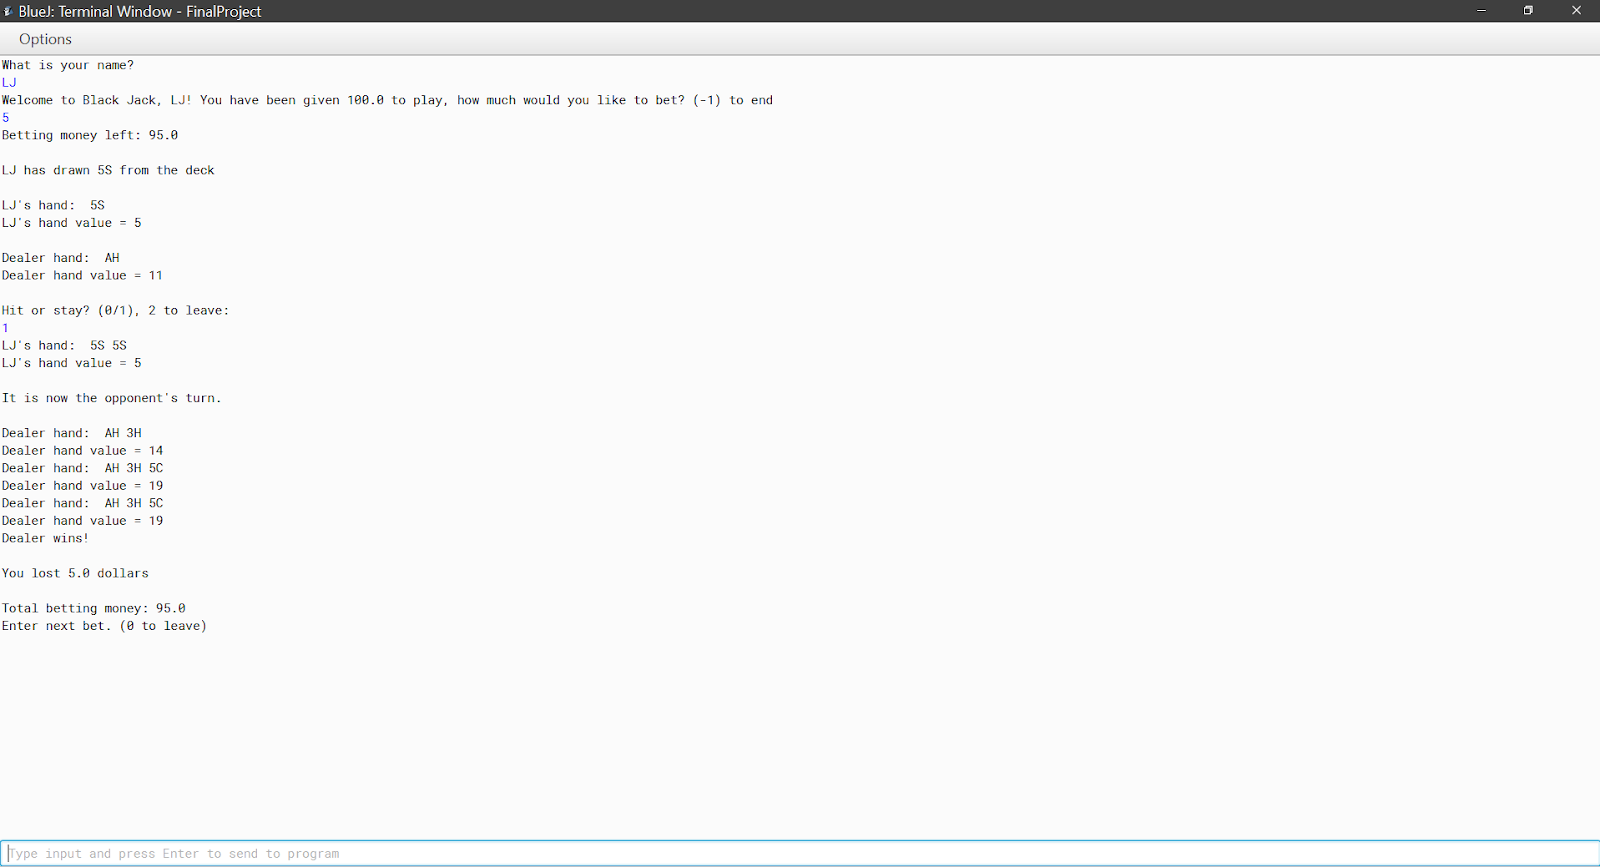 BlueJ: Terminal Window - FinalProject
Options
What is your name?
LJ
Welcome to Black Jack, LJ! You have been given 100.0 to play, how much would you like to bet? (-1) to end
5
Betting money left: 95.0
LJ has drawn 5S from the deck
LJ's hand:  5S
LJ's hand value = 5
Dealer hand:  AH
Dealer hand value = 11
Hit or stay? (0/1), 2 to leave:
1
LJ's hand:  5S 5S
LJ's hand value = 5
It is now the opponent's turn.
Dealer hand:  AH 3H
Dealer hand value = 14
Dealer hand:  AH 3H 5C
Dealer hand value = 19
Dealer hand:  AH 3H 5C
Dealer hand value = 19
Dealer wins!
You lost 5.0 dollars
Total betting money: 95.0
Enter next bet. (0 to leave)
Type input and press Enter to send to program